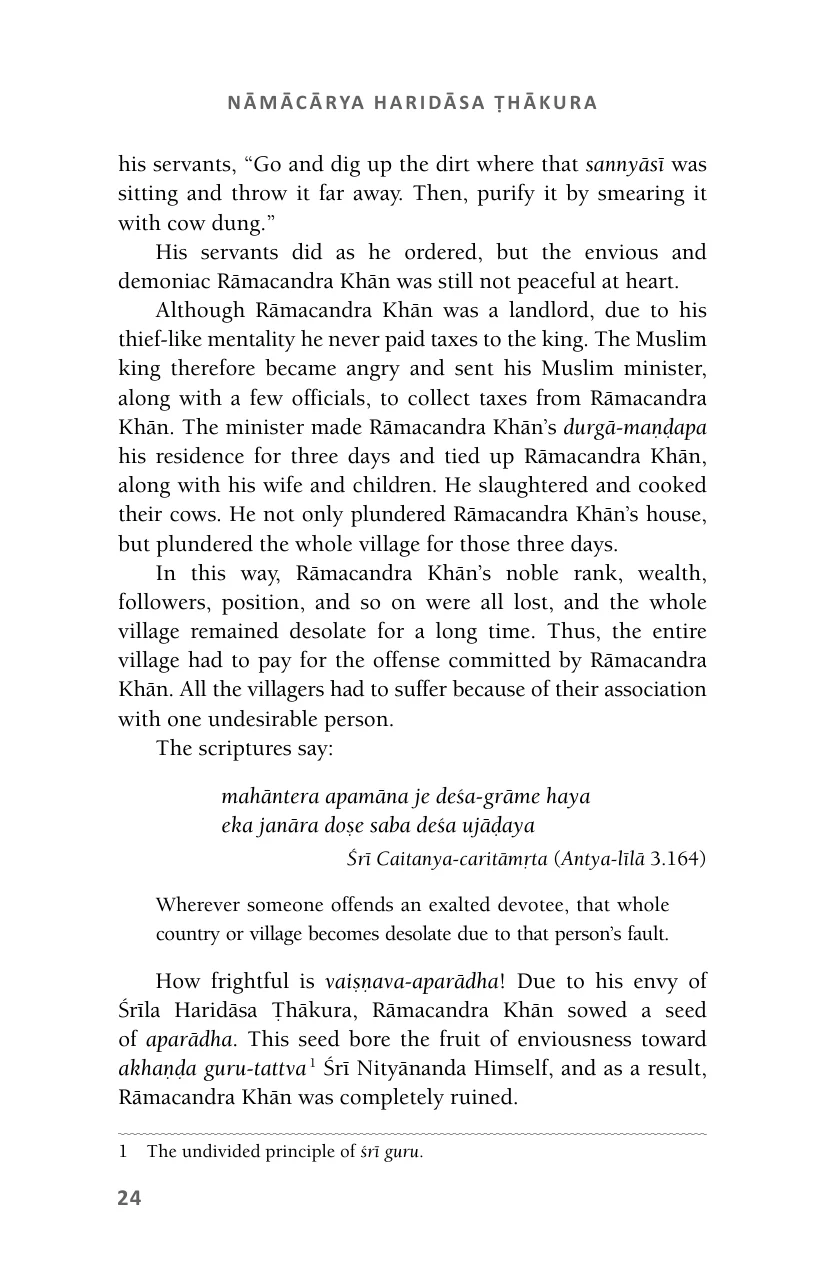 NĀMĀCĀRYA HARIDĀSA ṬHĀKURA
his servants, “Go and dig up the dirt where that sannyāsī was
sitting and throw it far away. Then, purify it by smearing it
with cow dung.”
His servants did as he ordered, but the envious and
demoniac Rāmacandra Khān was still not peaceful at heart.
Although Rāmacandra Khān was a landlord, due to his
thief-like mentality he never paid taxes to the king. The Muslim
king therefore became angry and sent his Muslim minister,
along with a few officials, to collect taxes from Rāmacandra
Khān. The minister made Rāmacandra Khān’s durgā-maṇḍapa
his residence for three days and tied up Rāmacandra Khān,
along with his wife and children. He slaughtered and cooked
their cows. He not only plundered Rāmacandra Khān’s house,
but plundered the whole village for those three days.
In this way, Rāmacandra Khān’s noble rank, wealth,
followers, position, and so on were all lost, and the whole
village remained desolate for a long time. Thus, the entire
village had to pay for the offense committed by Rāmacandra
Khān. All the villagers had to suffer because of their association
with one undesirable person.
The scriptures say:
mahāntera apamāna je deśa-grāme haya
eka janāra doṣe saba deśa ujāḍaya
Śrī Caitanya-caritāmṛta (Antya-līlā 3.164)
Wherever someone offends an exalted devotee, that whole
country or village becomes desolate due to that person’s fault.
How frightful is vaiṣṇava-aparādha! Due to his envy of
Śrīla Haridāsa Ṭhākura, Rāmacandra Khān sowed a seed
of aparādha. This seed bore the fruit of enviousness toward
akhaṇḍa guru-tattva 1 Śrī Nityānanda Himself, and as a result,
Rāmacandra Khān was completely ruined.
1 The undivided principle of śrī guru.
24